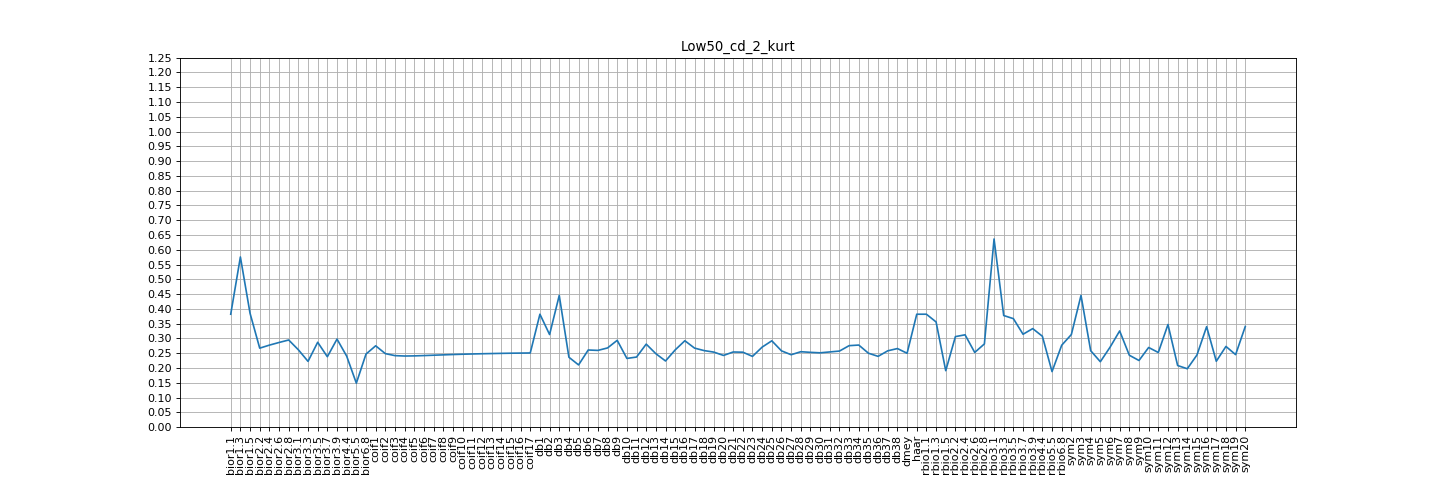 Low50_cd_2_kurt
1.25
1.20
1.15
1.10
1.05
1.00
0.95
0.90
0.85
0.80
0.75
0.70
0.65
0.60
0.55
0.50
0.45
0.40
0.35
0.30
0.25
0.20
0.15
0.10
0.05
0.00
bior1.1
bior1.3
bior1.5
bior2.2
bior2.4
bior2.6
bior2.8
bior3.1
bior3.3
bior3.5
bior3.7
bior3.9
bior4.4
bior5.5
bior6.8
coif1
coif2
coif3
coif4
coif5
coif6
coif7
coif8
coif9
coif10
coif11
coif12
coif13
coif14
coif15
coif16
coif17
db1
db2
db3
db4
db5
db6
db7
db8
db9
db10
db11
db12
db13
db14
db15
db16
db17
db18
db19
db20
db21
db22
db23
db24
db25
db26
db27
db28
db29
db30
db31
db32
db33
db34
db35
db36
db37
db38
dmey
haar
rbio1.1
rbio1.3
rbio1.5
rbio2.2
rbio2.4
rbio2.6
rbio2.8
rbio3.1
rbio3.3
rbio3.5
rbio3.7
rbio3.9
rbio4.4
rbio5.5
rbio6.8
sym2
sym3
sym4
sym5
sym6
sym7
sym8
sym9
sym10
sym11
sym12
sym13
sym14
sym15
sym16
sym17
sym18
sym19
sym20